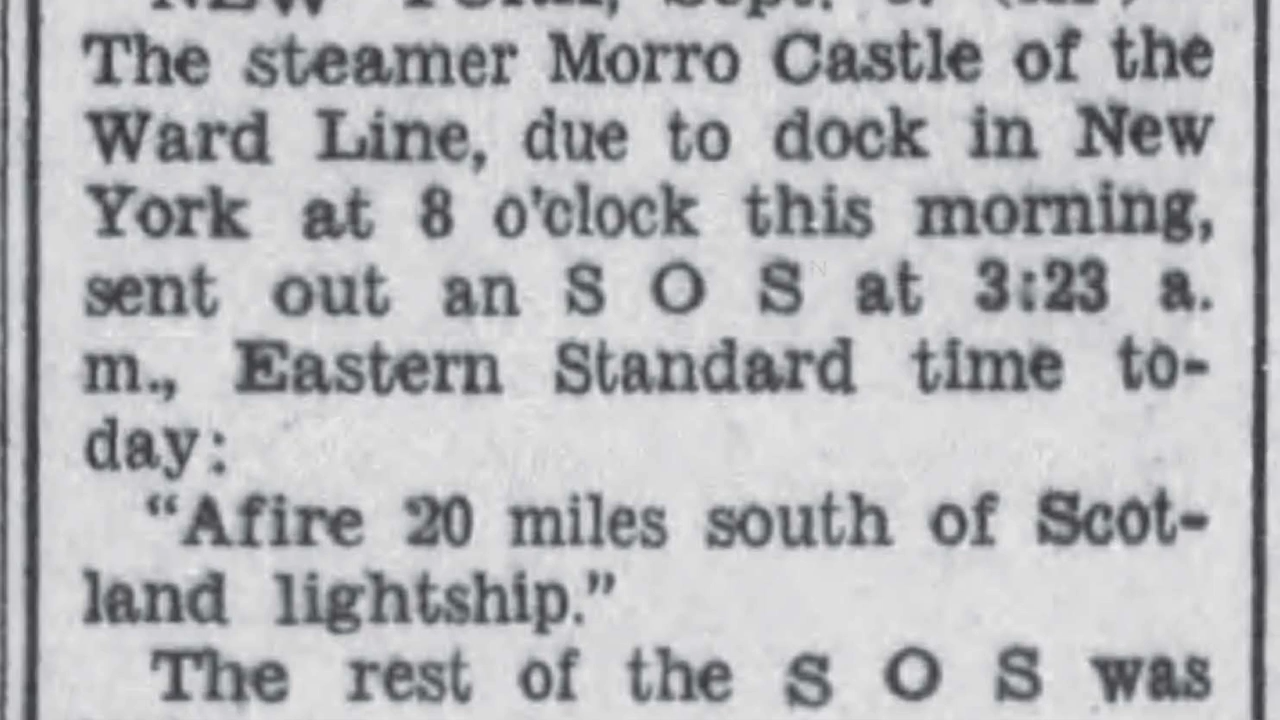 The steamer Morro Castle of the
Ward Line, due to dock in New
York at 8 o'clock this morning,
sent out an S O S at 3:23 a.
m., Eastern Standard time to-
day:
"Afire 20 miles south of Scot-
land lightship."
The rest of the S O S was